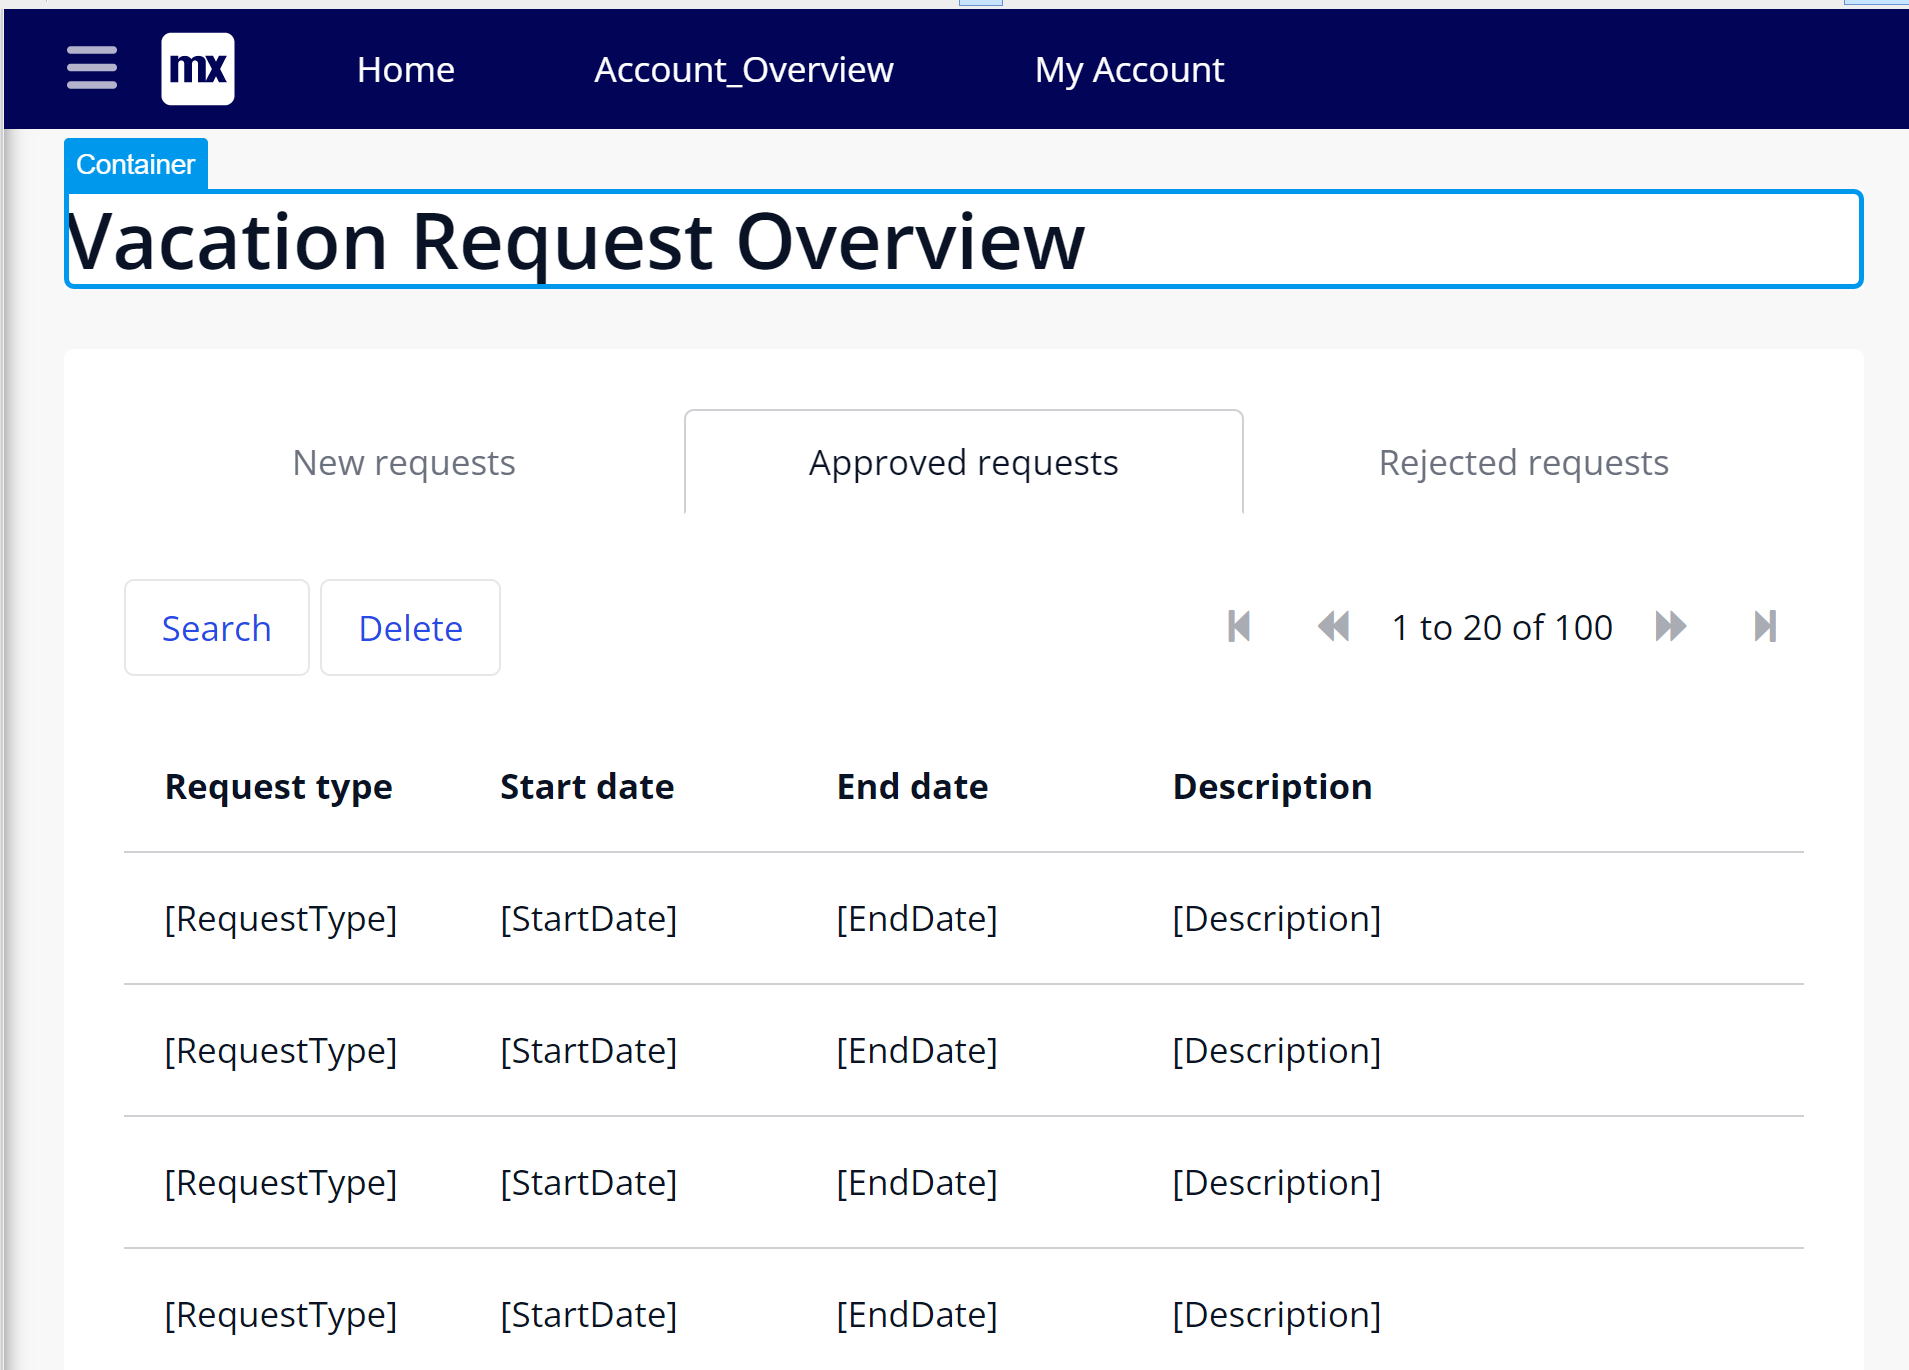 mx Home Account_Overview My Account
Container
Vacation Request Overview
New requests Approved requests Rejected requests
Search Delete 1 to 20 of 100
Request type Start date End date Description
[RequestType] [StartDate] [EndDate] [Description]
[RequestType] [StartDate] [EndDate] [Description]
[RequestType] [StartDate] [EndDate] [Description]
[RequestType] [StartDate] [EndDate] [Description]